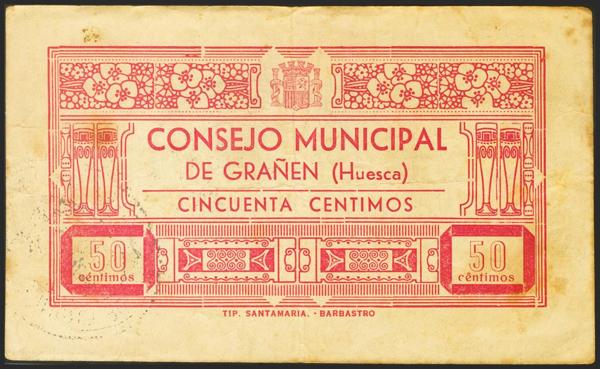 CONSEJO MUNICIPAL
DE GRAÑEN (Huesca)
CINCUENTA CENTIMOS
50
céntimos
50
céntimos
TIP. SANTAMARIA. - BARBASTRO